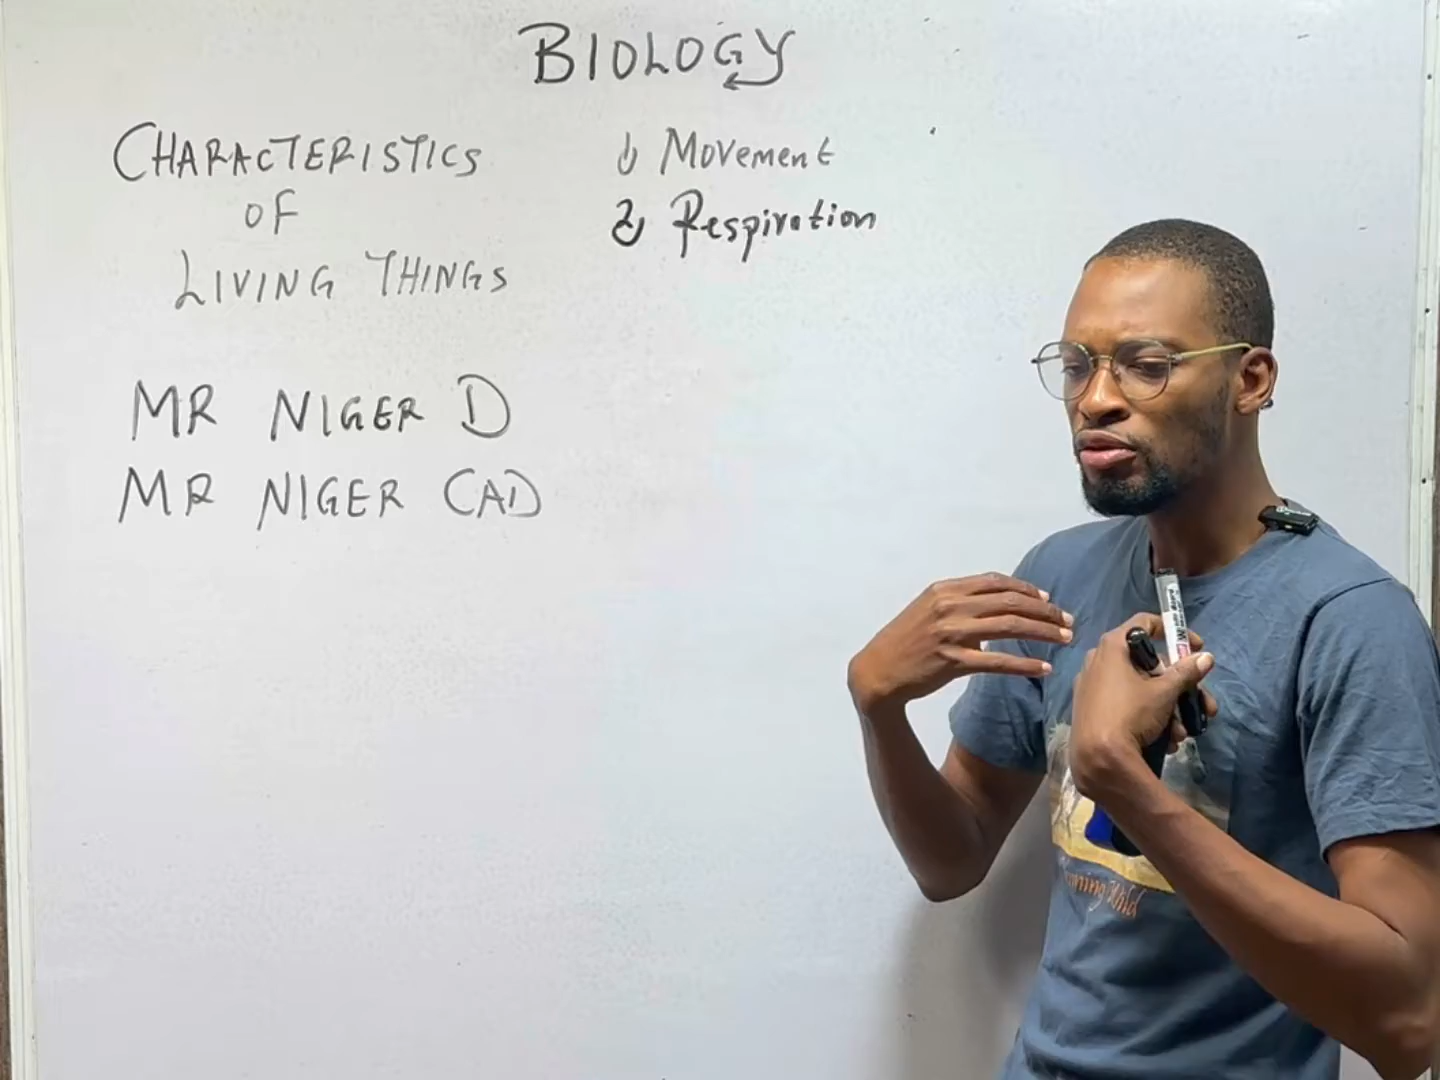 BIOLOGY
CHARACTERISTICS
OF
LIVING THINGS
1) Movement
2) Respiration
MR NIGER D
MR NIGER CAD